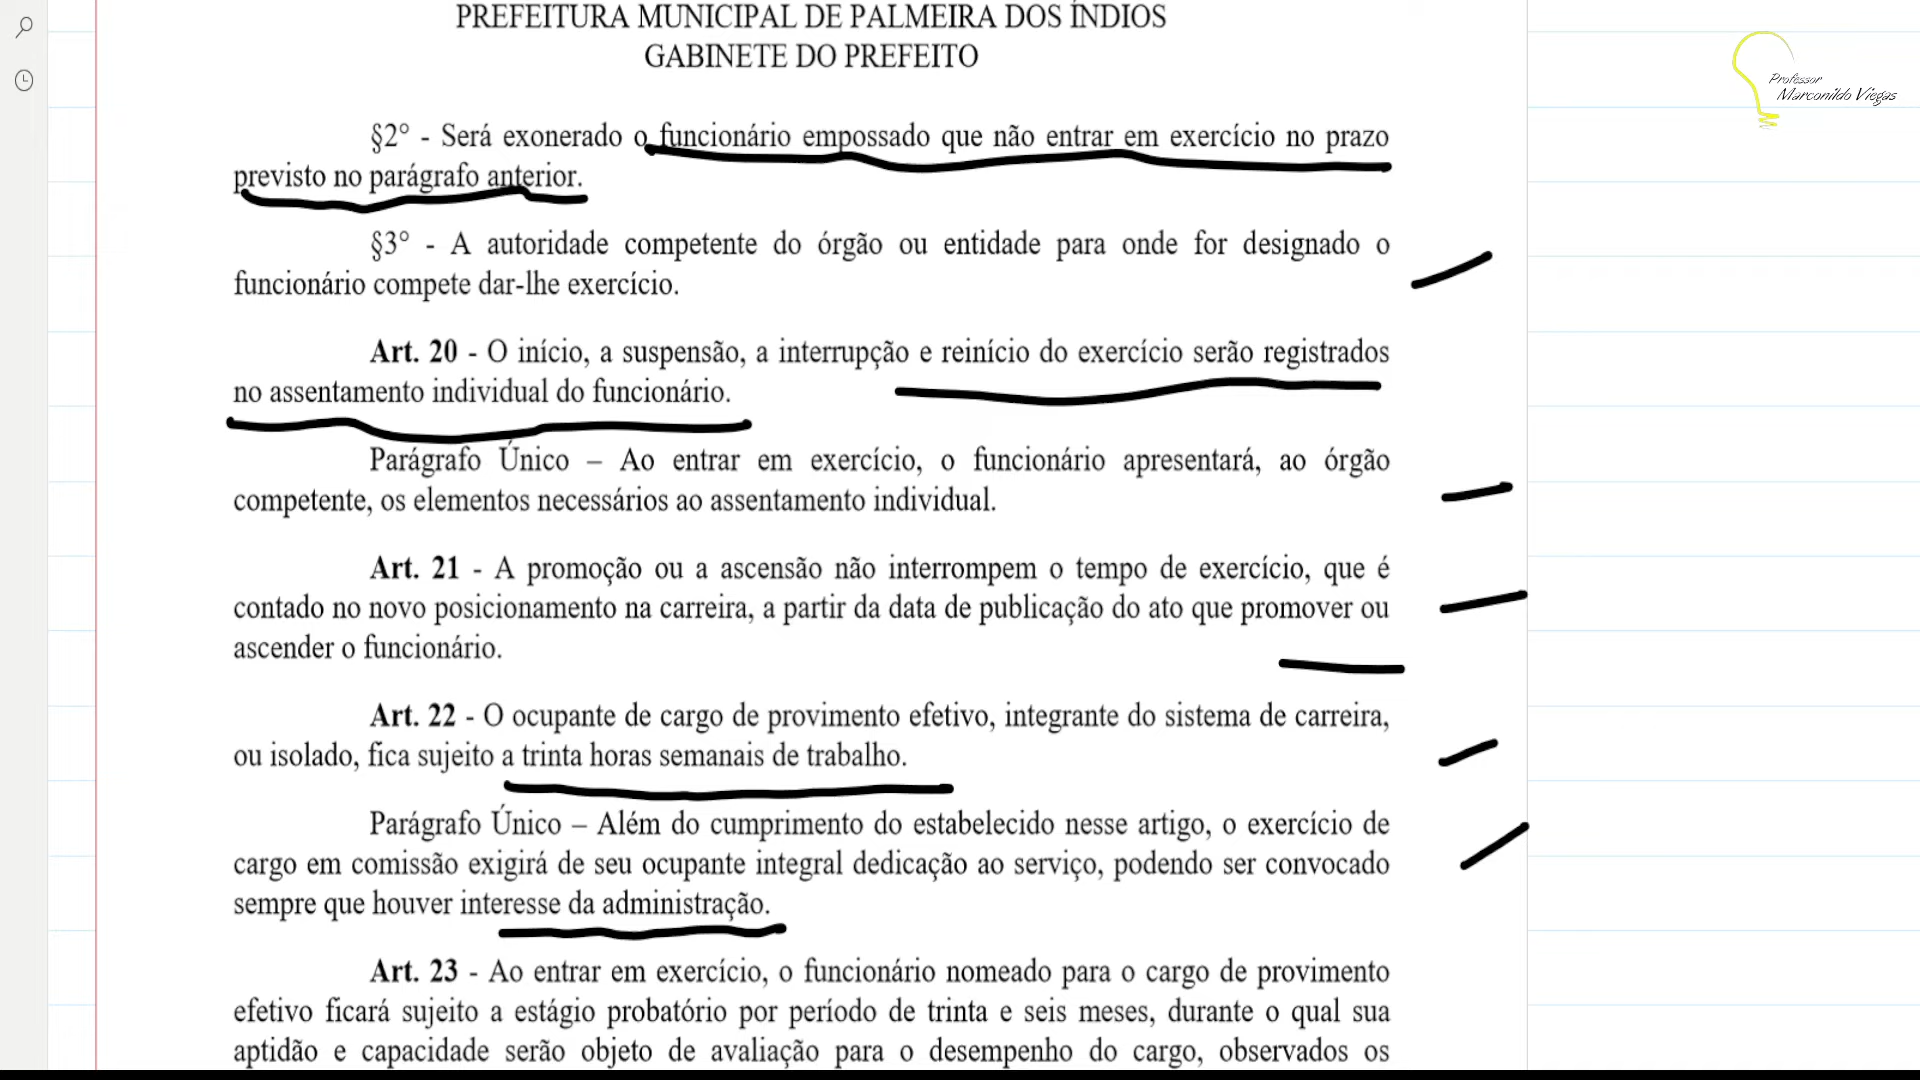 PREFEITURA MUNICIPAL DE PALMEIRA DOS ÍNDIOS
GABINETE DO PREFEITO
Professor
Marconildo Viegas
§2° - Será exonerado o funcionário empossado que não entrar em exercício no prazo
previsto no parágrafo anterior.
§3° - A autoridade competente do órgão ou entidade para onde for designado o
funcionário compete dar-lhe exercício.
Art. 20 - O início, a suspensão, a interrupção e reinício do exercício serão registrados
no assentamento individual do funcionário.
Parágrafo Único – Ao entrar em exercício, o funcionário apresentará, ao órgão
competente, os elementos necessários ao assentamento individual.
Art. 21 - A promoção ou a ascensão não interrompem o tempo de exercício, que é
contado no novo posicionamento na carreira, a partir da data de publicação do ato que promover ou
ascender o funcionário.
Art. 22 - O ocupante de cargo de provimento efetivo, integrante do sistema de carreira,
ou isolado, fica sujeito a trinta horas semanais de trabalho.
Parágrafo Único – Além do cumprimento do estabelecido nesse artigo, o exercício de
cargo em comissão exigirá de seu ocupante integral dedicação ao serviço, podendo ser convocado
sempre que houver interesse da administração.
Art. 23 - Ao entrar em exercício, o funcionário nomeado para o cargo de provimento
efetivo ficará sujeito a estágio probatório por período de trinta e seis meses, durante o qual sua
aptidão e capacidade serão objeto de avaliação para o desempenho do cargo, observados os